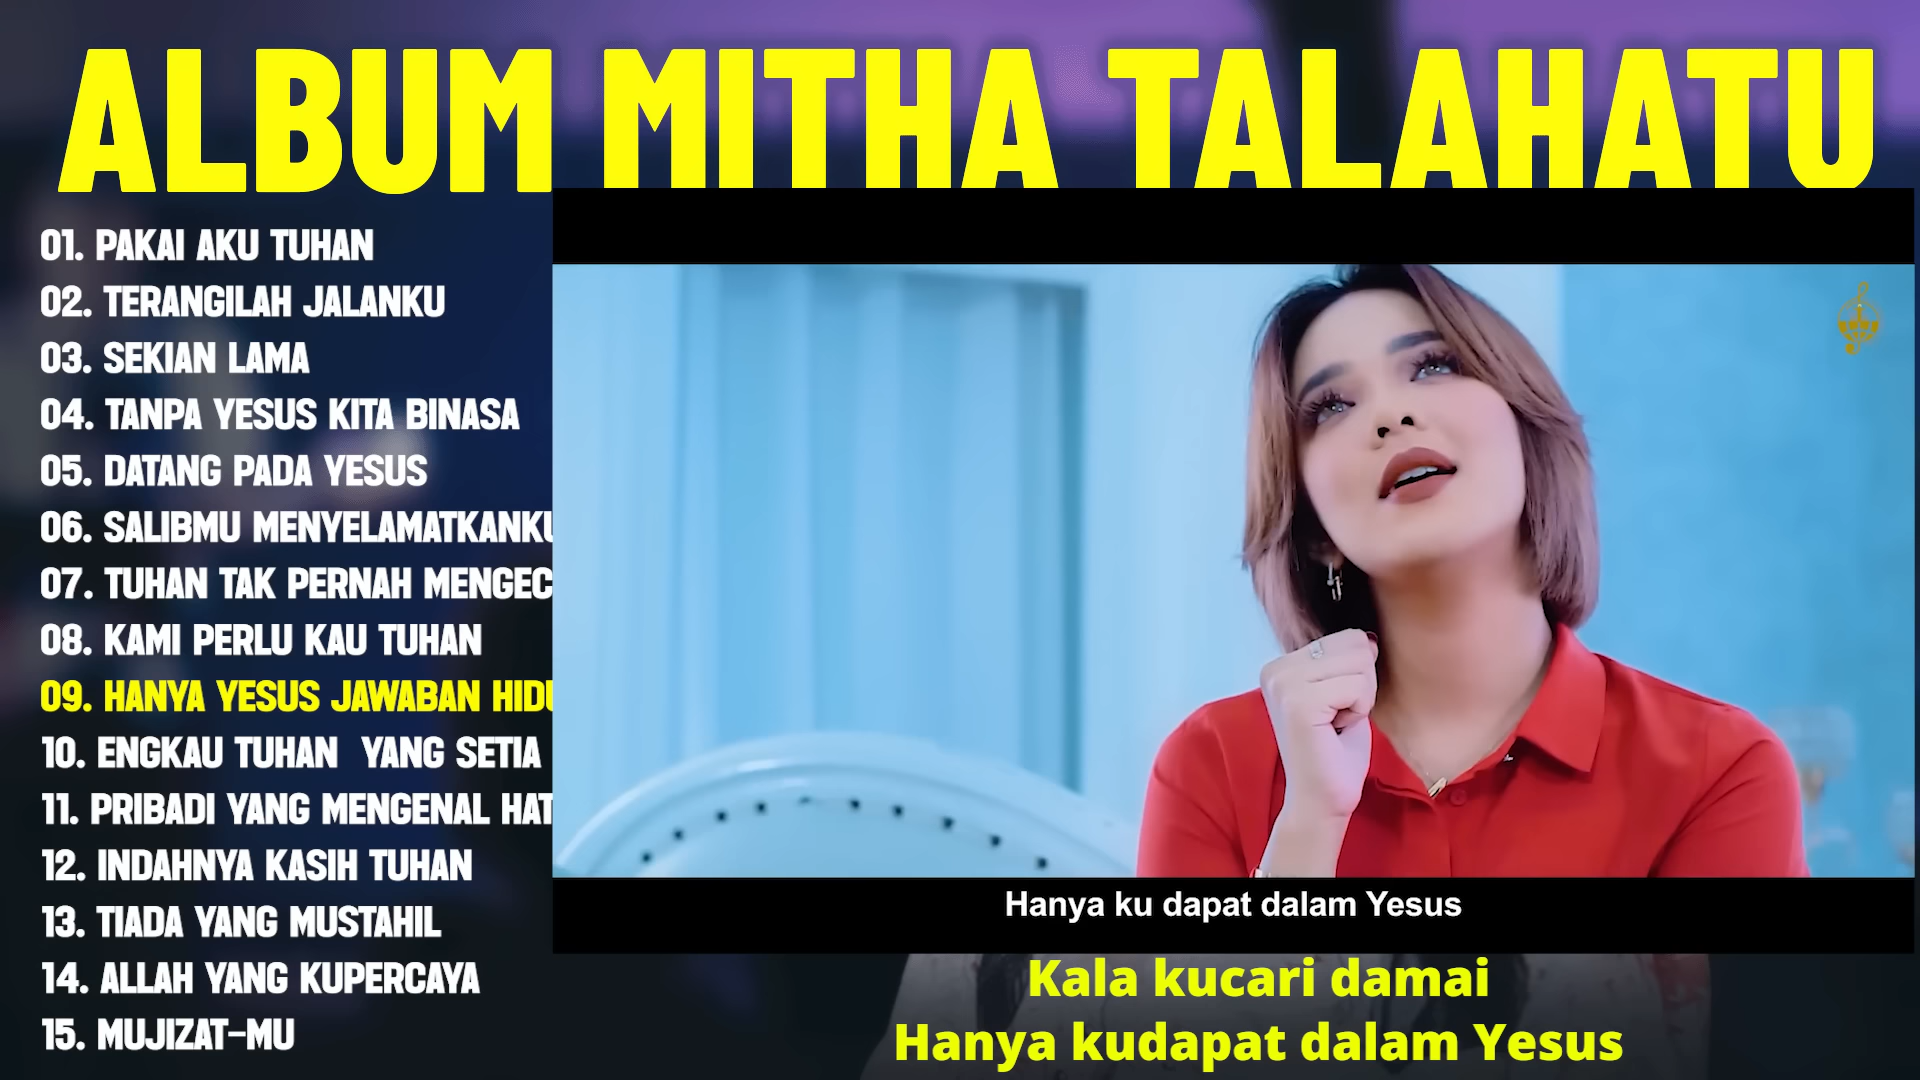 ALBUM MITHA TALAHATU
01. PAKAI AKU TUHAN
02. TERANGILAH JALANKU
03. SEKIAN LAMA
04. TANPA YESUS KITA BINASA
05. DATANG PADA YESUS
06. SALIBMU MENYELAMATKANKU
07. TUHAN TAK PERNAH MENGEC
08. KAMI PERLU KAU TUHAN
09. HANYA YESUS JAWABAN HIDU
10. ENGKAU TUHAN YANG SETIA
11. PRIBADI YANG MENGENAL HAT
12. INDAHNYA KASIH TUHAN
13. TIADA YANG MUSTAHIL
14. ALLAH YANG KUPERCAYA
15. MUJIZAT-MU
Hanya ku dapat dalam Yesus
Kala kucari damai
Hanya kudapat dalam Yesus